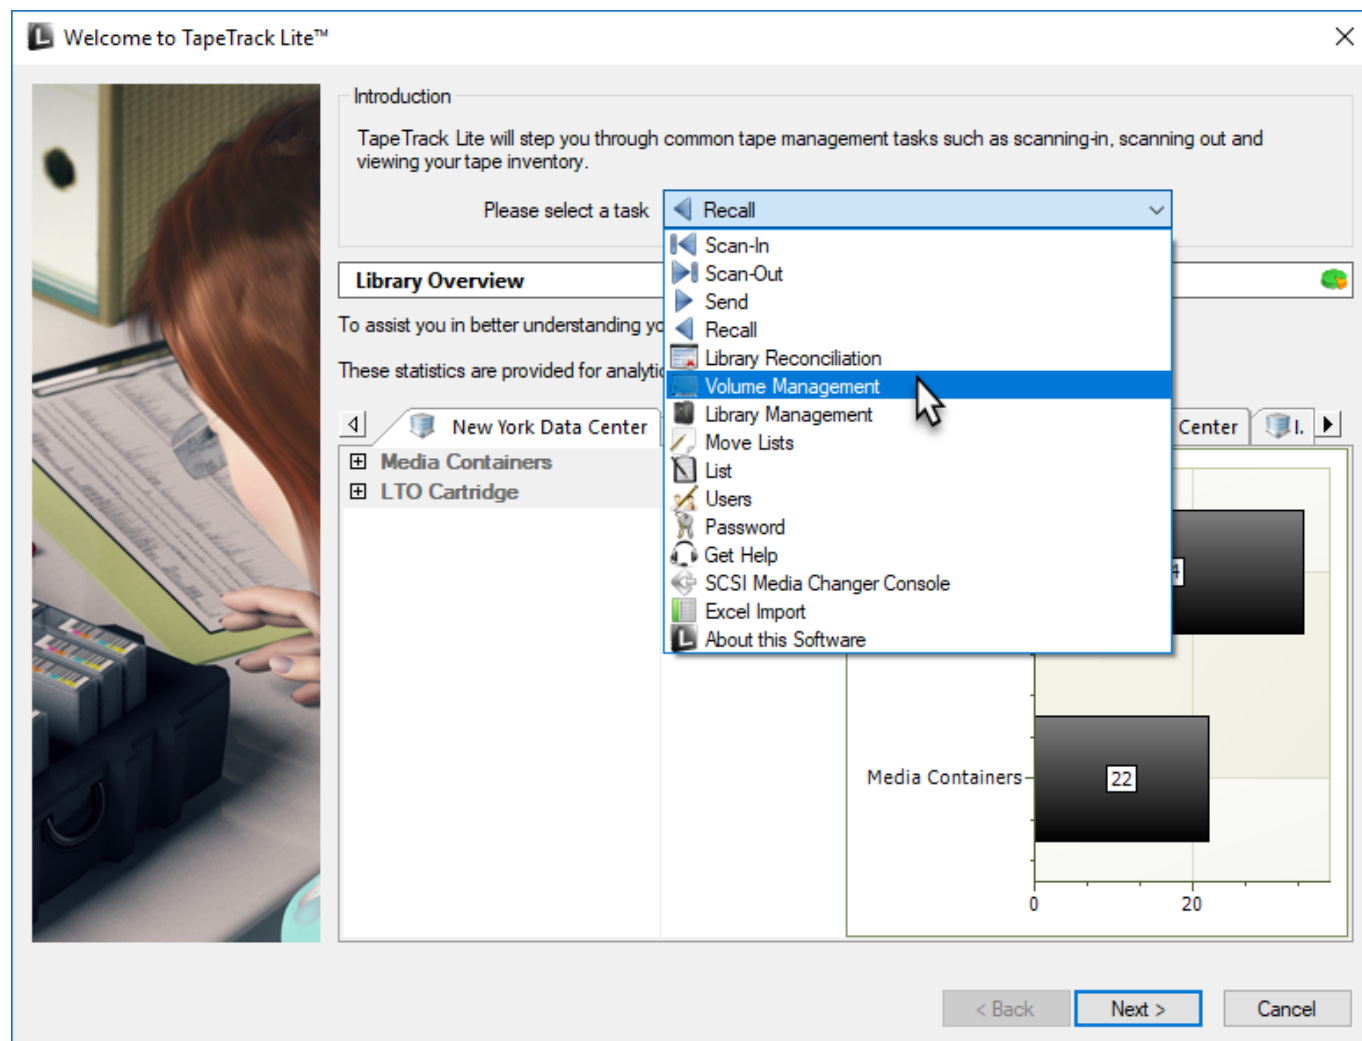 Welcome to TapeTrack Lite™
Introduction
TapeTrack Lite will step you through common tape management tasks such as scanning-in, scanning out and
viewing your tape inventory.
Please select a task
Recall
Scan-In
Scan-Out
Send
Recall
Library Reconciliation
Volume Management
Library Management
Move Lists
List
Users
Password
Get Help
SCSI Media Changer Console
Excel Import
About this Software
Library Overview
To assist you in better understanding
These statistics are provided for
New York Data Center
Center
I.
Media Containers
LTO Cartridge
4
Media Containers
22
0
20
< Back
Next >
Cancel